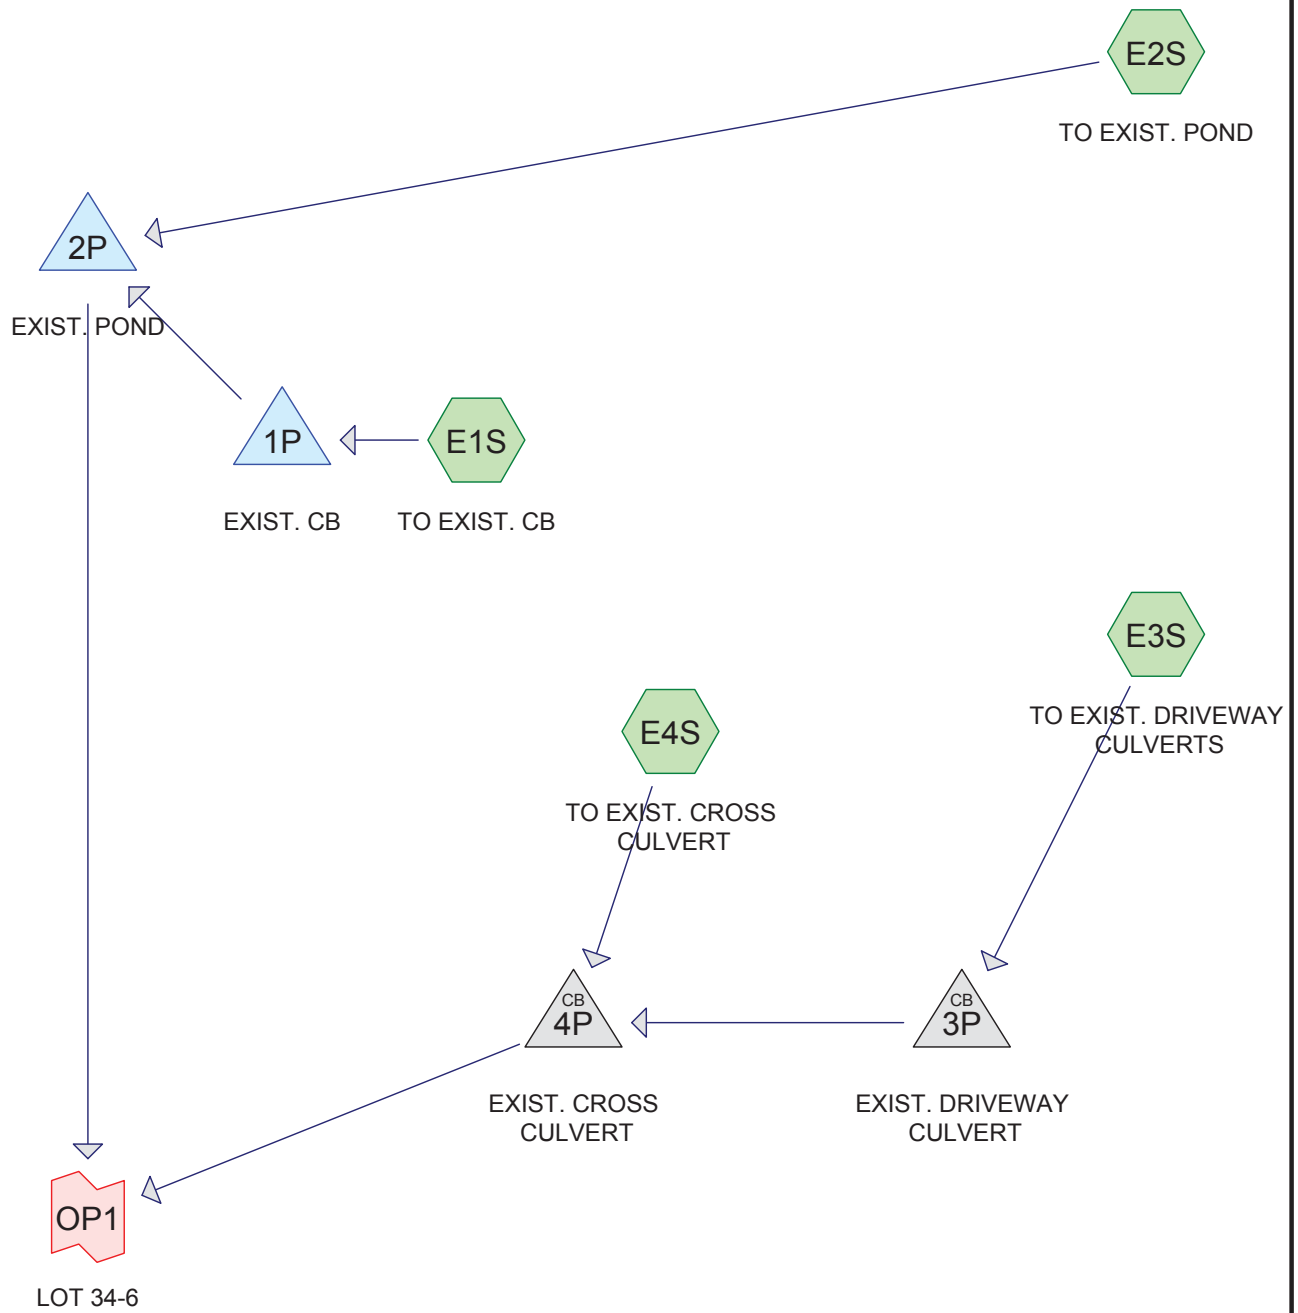 E2S
TO EXIST. POND
2P
EXIST. POND
1P
EXIST. CB
E1S
TO EXIST. CB
E3S
TO EXIST. DRIVEWAY
CULVERTS
E4S
TO EXIST. CROSS
CULVERT
CB
4P
EXIST. CROSS
CULVERT
CB
3P
EXIST. DRIVEWAY
CULVERT
OP1
LOT 34-6